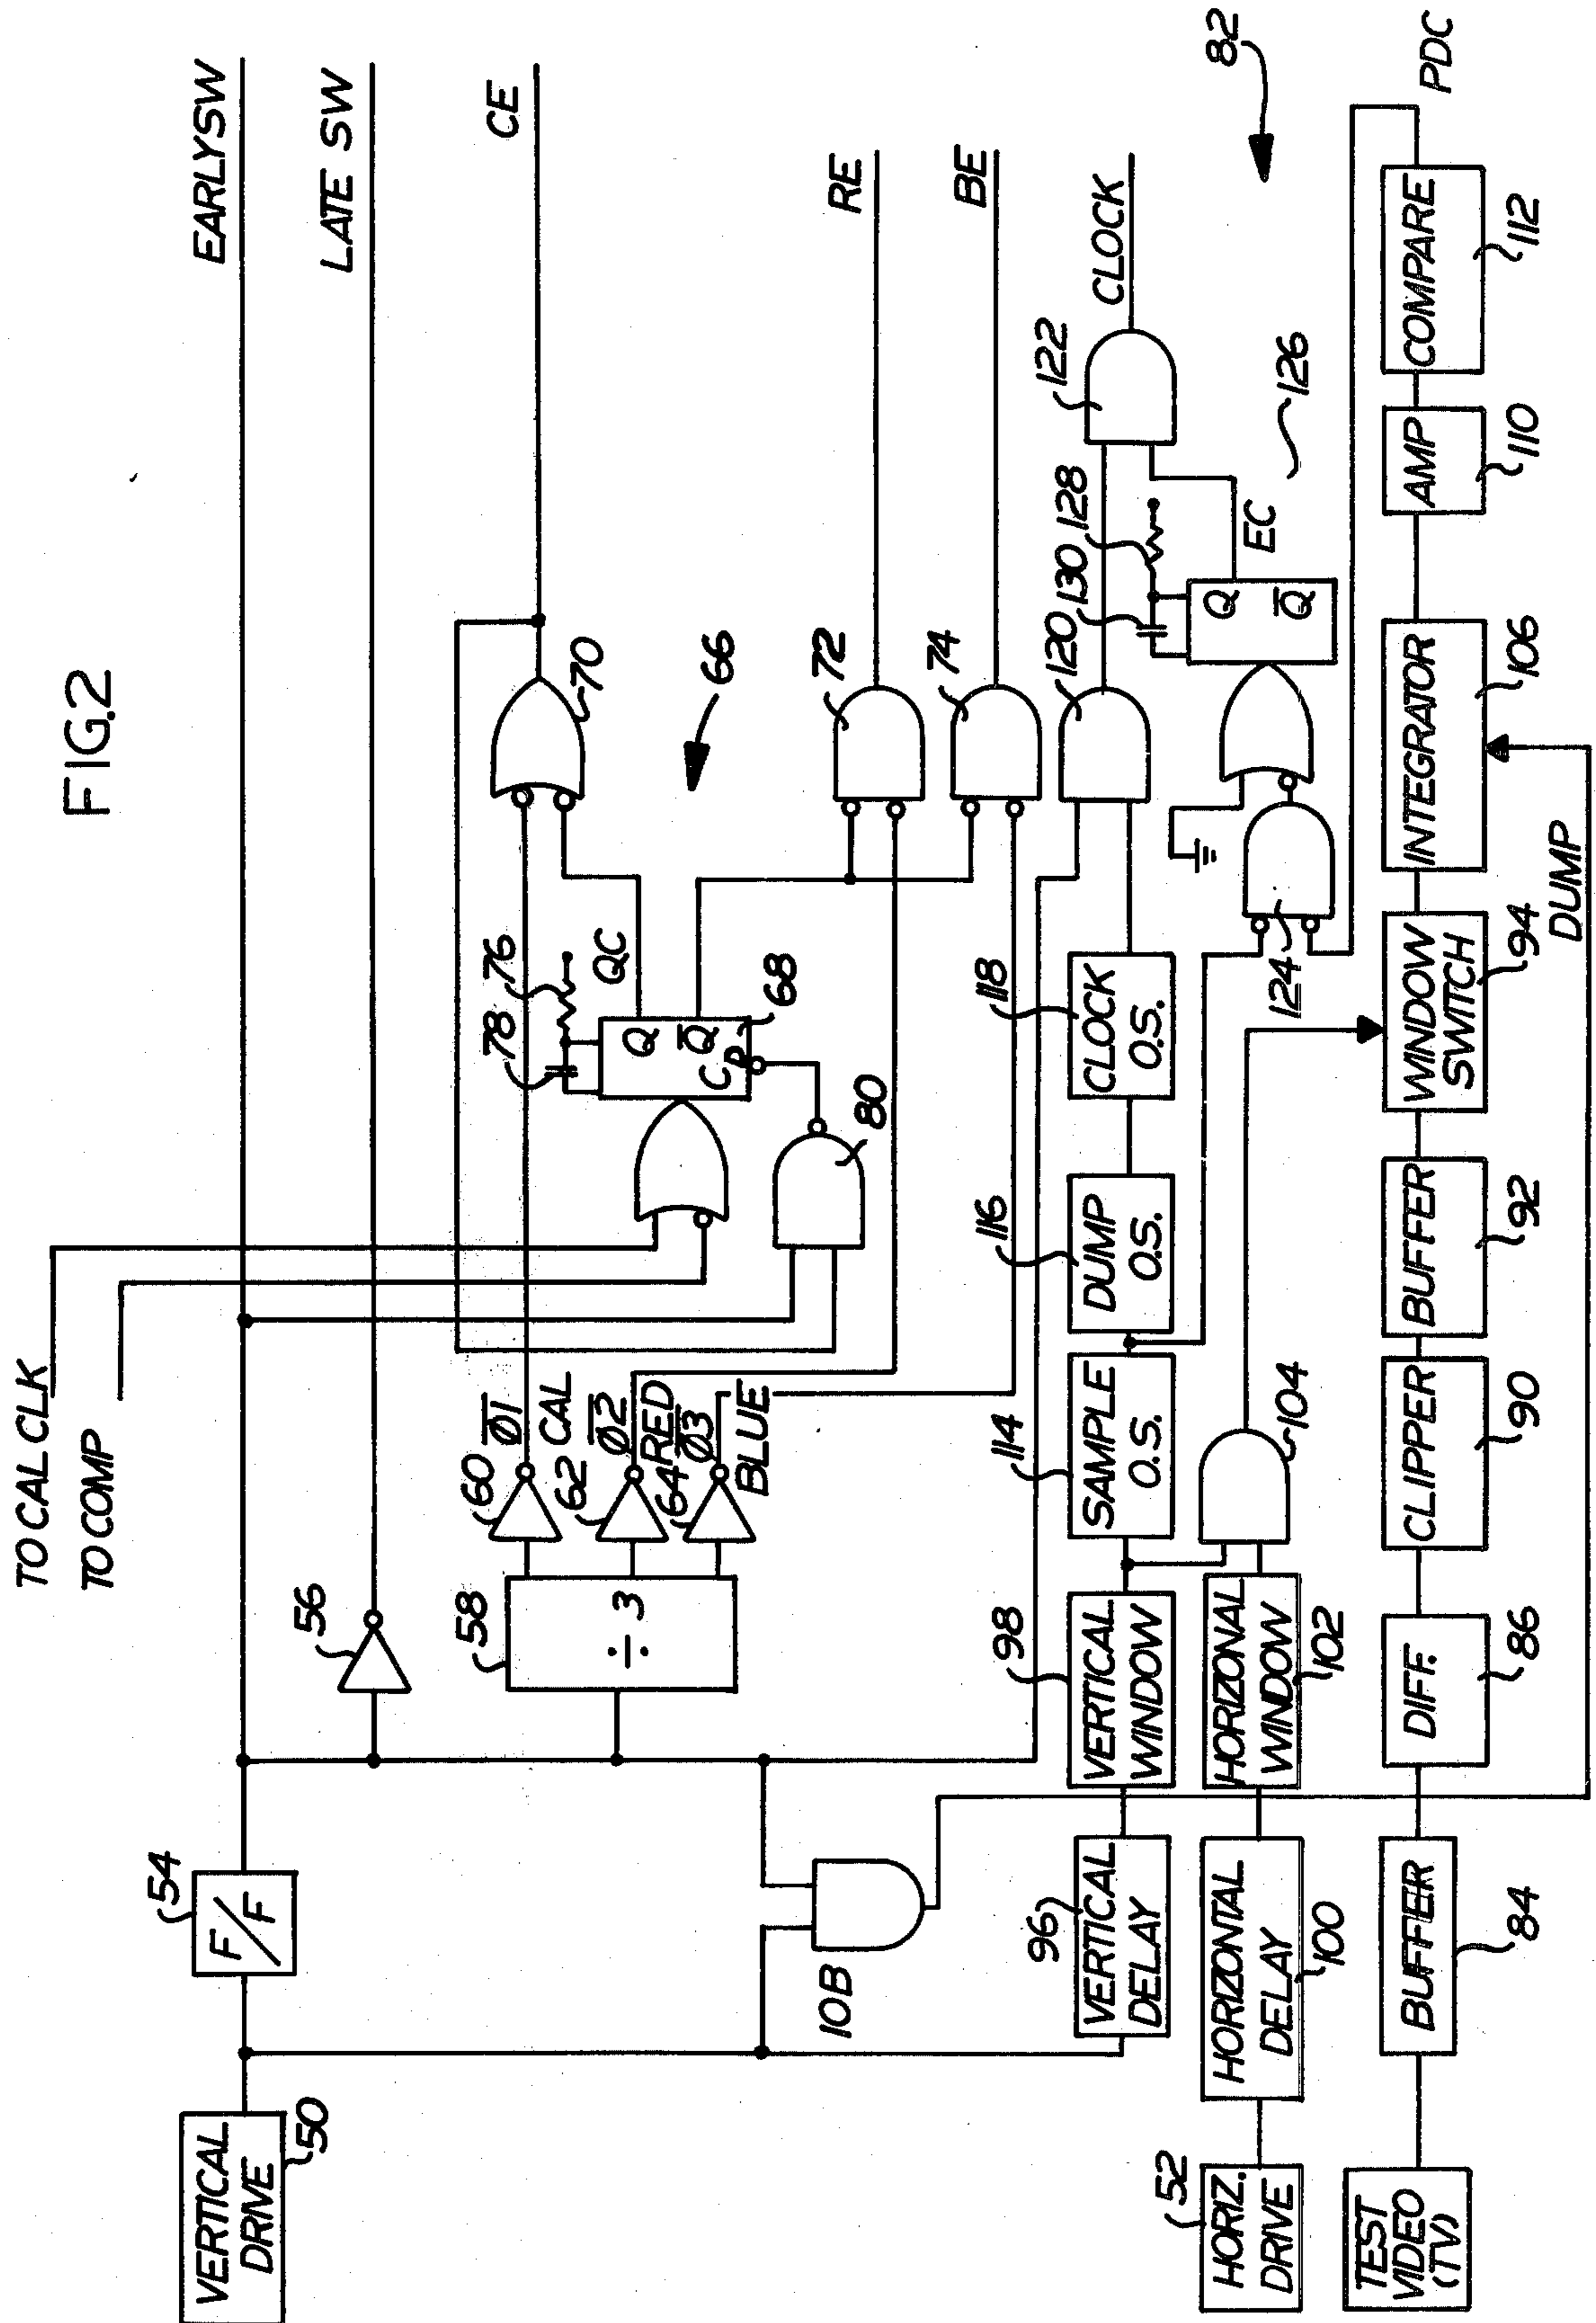 FIG.2
TO CAL CLK
TO COMP
VERTICAL
DRIVE
50
F/F
54
EARLYSW
56
LATE SW
58
÷ 3
60
Ø1
CAL
62
Ø2
RED
64
Ø3
BLUE
78
76
Q
QC
Q
CD
68
80
70
CE
66
72
RE
74
BE
10B
96
VERTICAL
DELAY
98
VERTICAL
WINDOW
114
SAMPLE
O.S.
116
DUMP
O.S.
118
CLOCK
O.S.
120
122
CLOCK
130
128
Q
Q
EC
126
124
82
52
HORIZ.
DRIVE
HORIZONTAL
DELAY
100
HORIZONAL
WINDOW
102
104
TEST
VIDEO
(TV)
BUFFER
84
DIFF.
86
CLIPPER
90
BUFFER
92
WINDOW
SWITCH
94
INTEGRATOR
106
DUMP
AMP
110
COMPARE
112
PDC